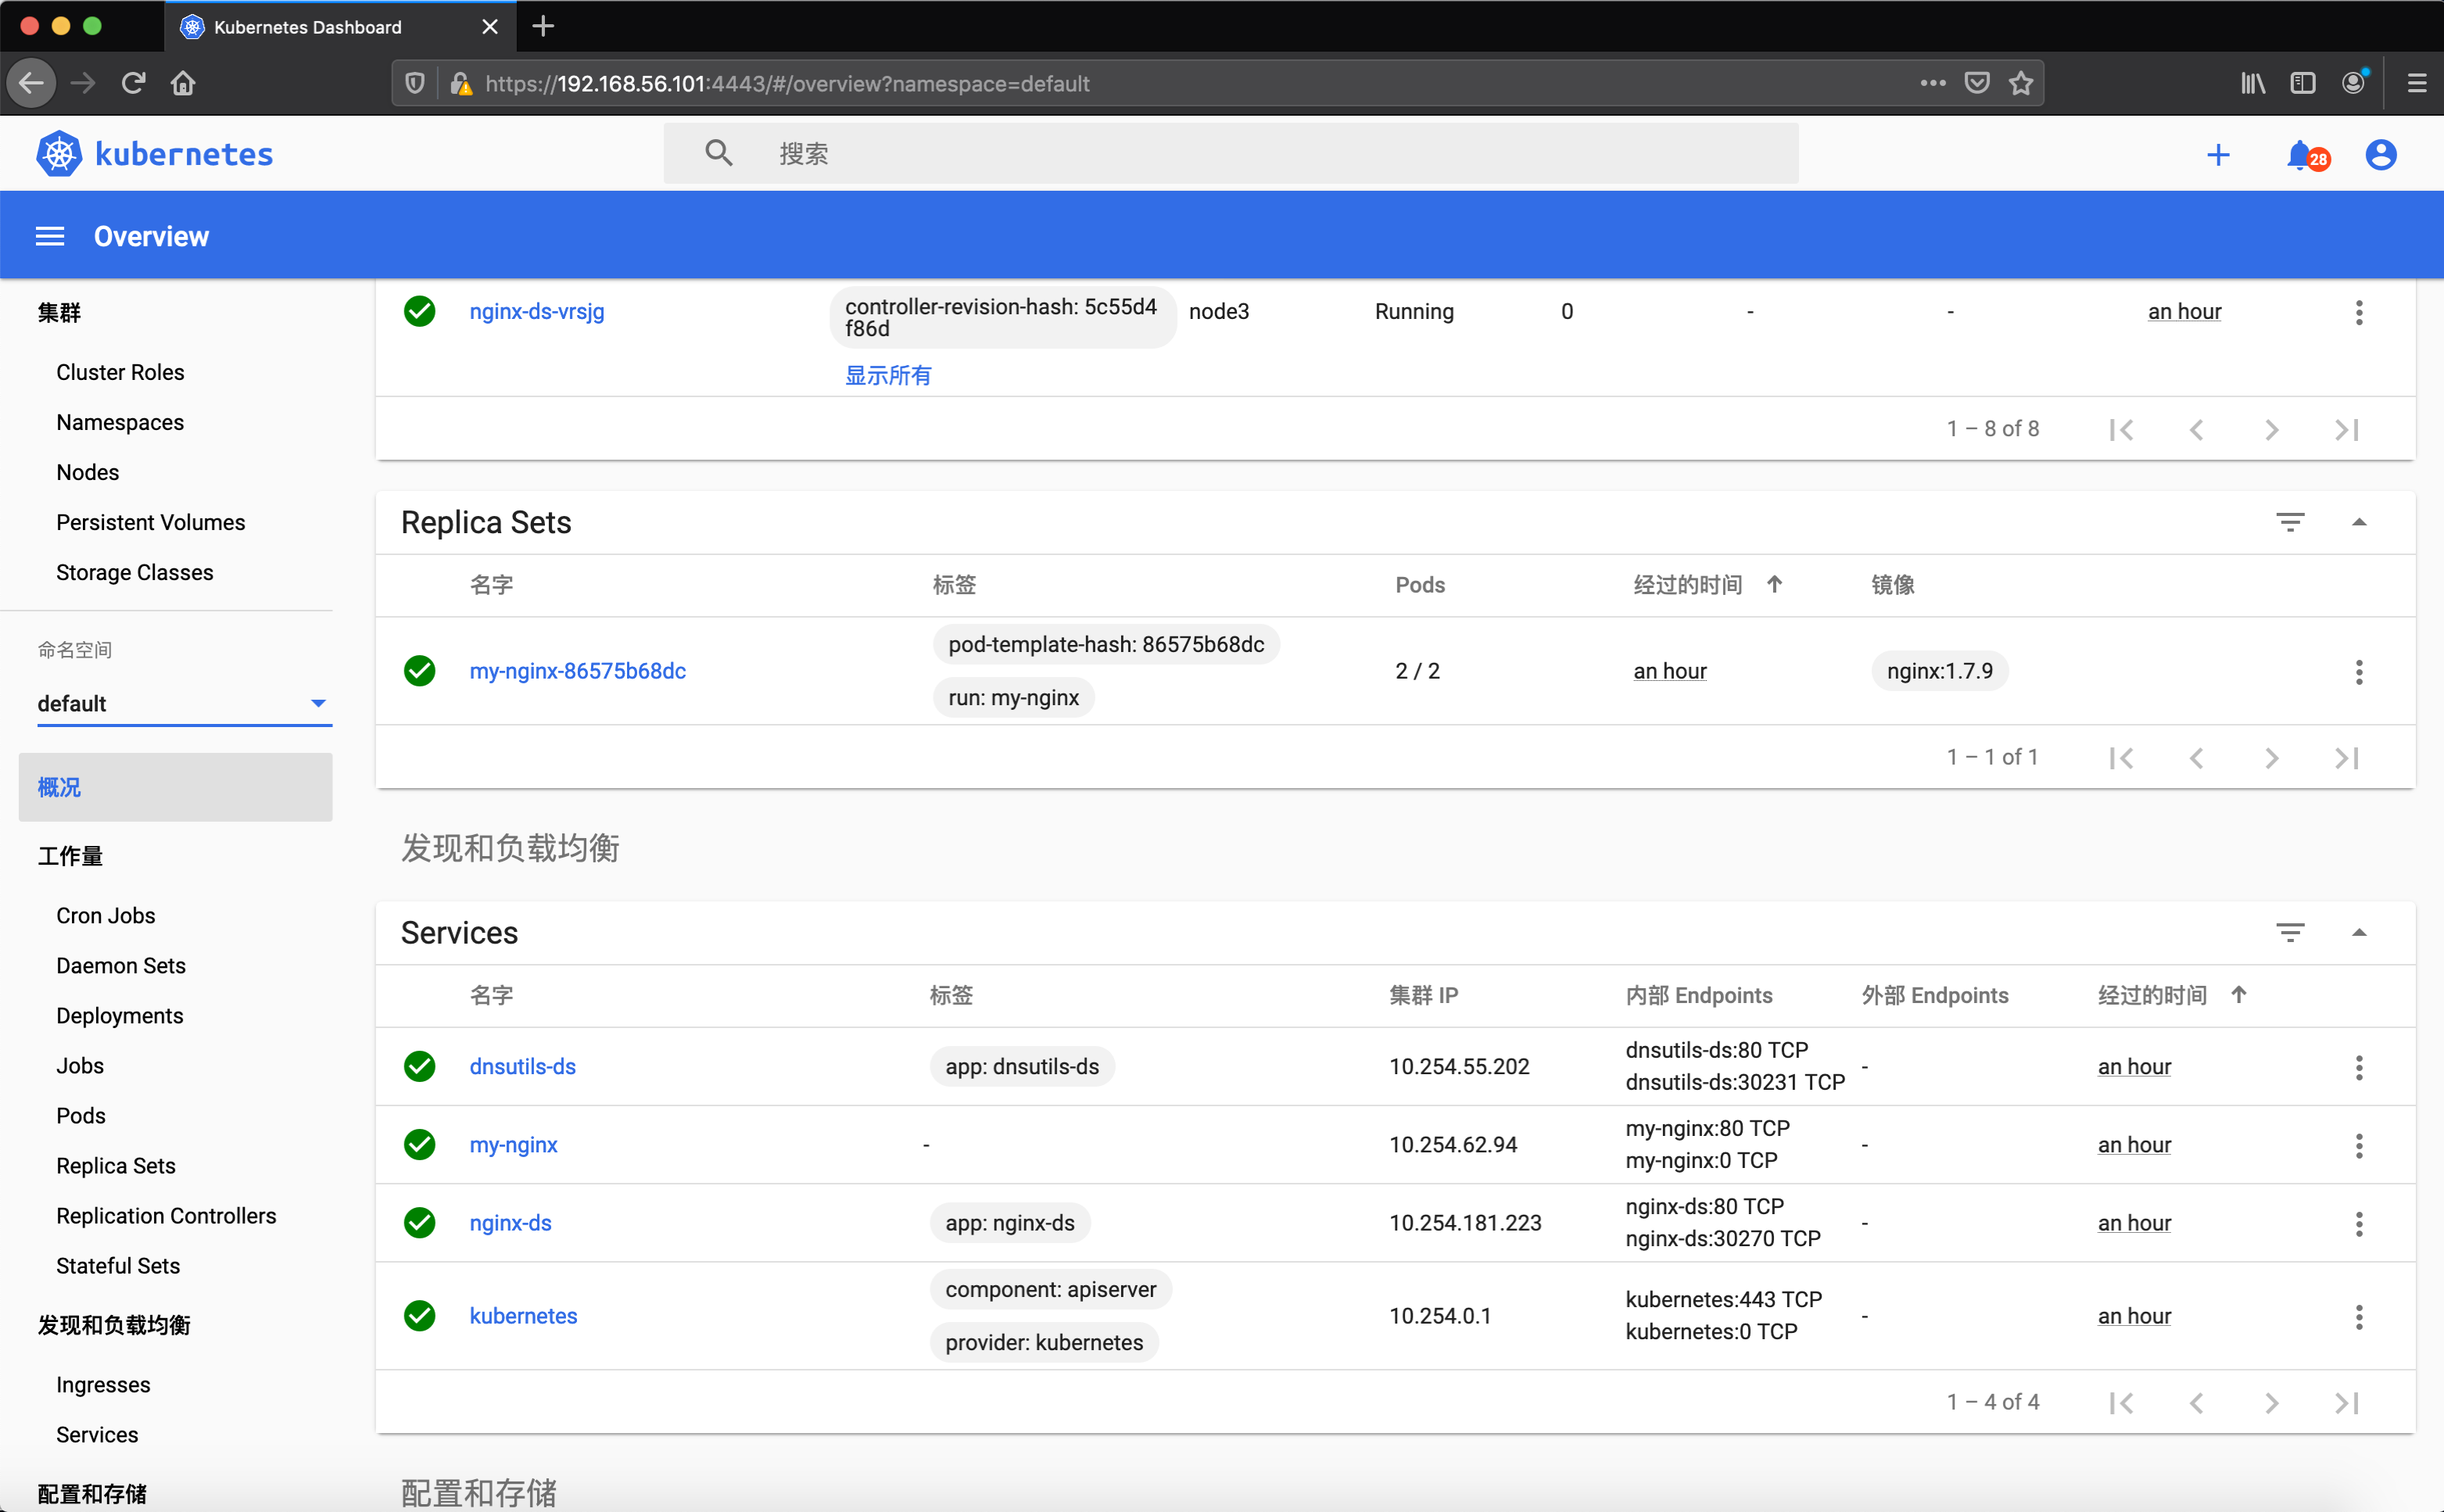 Kubernetes Dashboard
https://192.168.56.101:4443/#/overview?namespace=default
kubernetes
搜索
28
Overview
集群
Cluster Roles
Namespaces
Nodes
Persistent Volumes
Storage Classes
命名空间
default
概况
工作量
Cron Jobs
Daemon Sets
Deployments
Jobs
Pods
Replica Sets
Replication Controllers
Stateful Sets
发现和负载均衡
Ingresses
Services
配置和存储
nginx-ds-vrsjg controller-revision-hash: 5c55d4 node3 Running 0 - - an hour
f86d
显示所有
1 – 8 of 8
Replica Sets
名字 标签 Pods 经过的时间 镜像
my-nginx-86575b68dc pod-template-hash: 86575b68dc 2 / 2 an hour nginx:1.7.9
run: my-nginx
1 – 1 of 1
发现和负载均衡
Services
名字 标签 集群 IP 内部 Endpoints 外部 Endpoints 经过的时间
dnsutils-ds app: dnsutils-ds 10.254.55.202 dnsutils-ds:80 TCP - an hour
dnsutils-ds:30231 TCP
my-nginx - 10.254.62.94 my-nginx:80 TCP - an hour
my-nginx:0 TCP
nginx-ds app: nginx-ds 10.254.181.223 nginx-ds:80 TCP - an hour
nginx-ds:30270 TCP
kubernetes component: apiserver 10.254.0.1 kubernetes:443 TCP - an hour
provider: kubernetes kubernetes:0 TCP
1 – 4 of 4
配置和存储